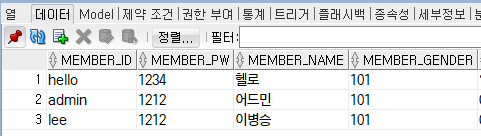 열 데이터 Model 제약 조건 권한 부여 통계 트리거 플래시백 종속성 세부정보
정렬... 필터:
MEMBER_ID MEMBER_PW MEMBER_NAME MEMBER_GENDER
1 hello 1234 헬로 101
2 admin 1212 어드민 101
3 lee 1212 이병승 101